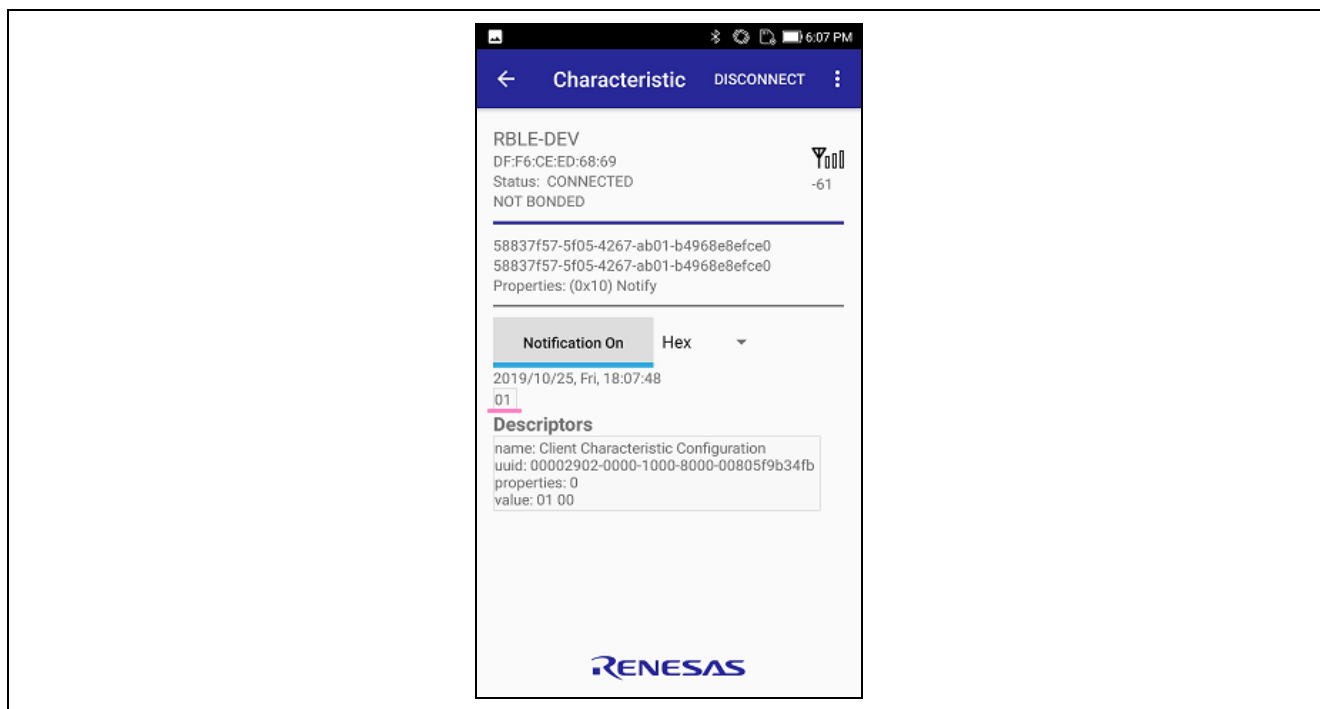 6:07 PM
Characteristic DISCONNECT
RBLE-DEV
DF:F6:CE:ED:68:69
Status: CONNECTED
-61
NOT BONDED
58837f57-5f05-4267-ab01-b4968e8efce0
58837f57-5f05-4267-ab01-b4968e8efce0
Properties: (0x10) Notify
Notification On Hex
2019/10/25, Fri, 18:07:48
01
Descriptors
name: Client Characteristic Configuration
uuid: 00002902-0000-1000-8000-00805f9b34fb
properties: 0
value: 01 00
RENESAS